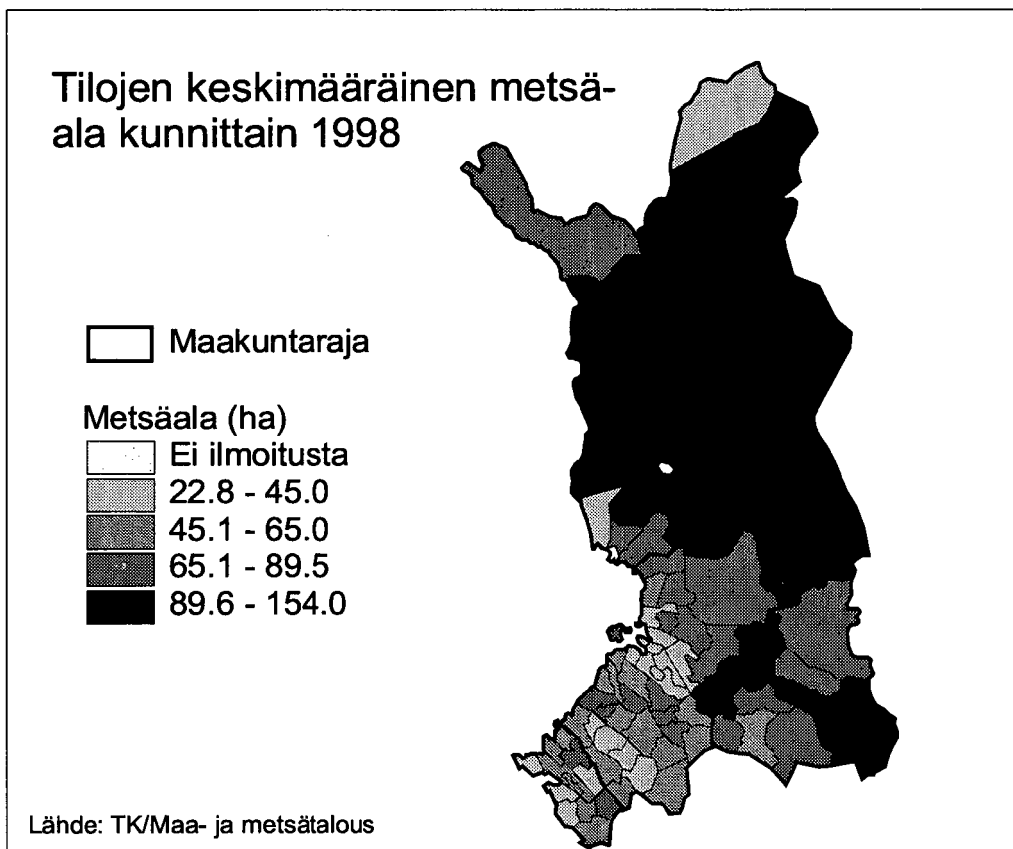 Tilojen keskimääräinen metsä-
ala kunnittain 1998
Maakuntaraja
Metsäala (ha)
Ei ilmoitusta
22.8 - 45.0
45.1 - 65.0
65.1 - 89.5
89.6 - 154.0
Lähde: TK/Maa- ja metsätalous